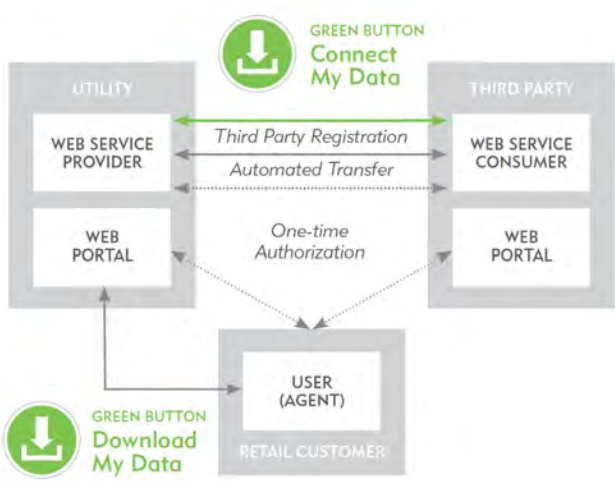 GREEN BUTTON
Connect
My Data
UTILITY
THIRD PARTY
WEB SERVICE
PROVIDER
Third Party Registration
Automated Transfer
WEB SERVICE
CONSUMER
WEB
PORTAL
One-time
Authorization
WEB
PORTAL
USER
(AGENT)
RETAIL CUSTOMER
GREEN BUTTON
Download
My Data